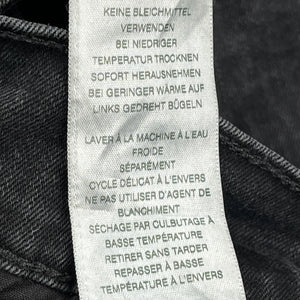 KEINE BLEICHMITTEL
VERWENDEN
BEI NIEDRIGER
TEMPERATUR TROCKNEN
SOFORT HERAUSNEHMEN
BEI GERINGER WÄRME AUF
LINKS GEDREHT BÜGELN
LAVER À LA MACHINE À L'EAU
FROIDE
SÉPARÉMENT
CYCLE DÉLICAT À L'ENVERS
NE PAS UTILISER D'AGENT DE
BLANCHIMENT
SÉCHAGE PAR CULBUTAGE À
BASSE TEMPÉRATURE
RETIRER SANS TARDER
REPASSER À BASSE
TEMPÉRATURE À L'ENVERS